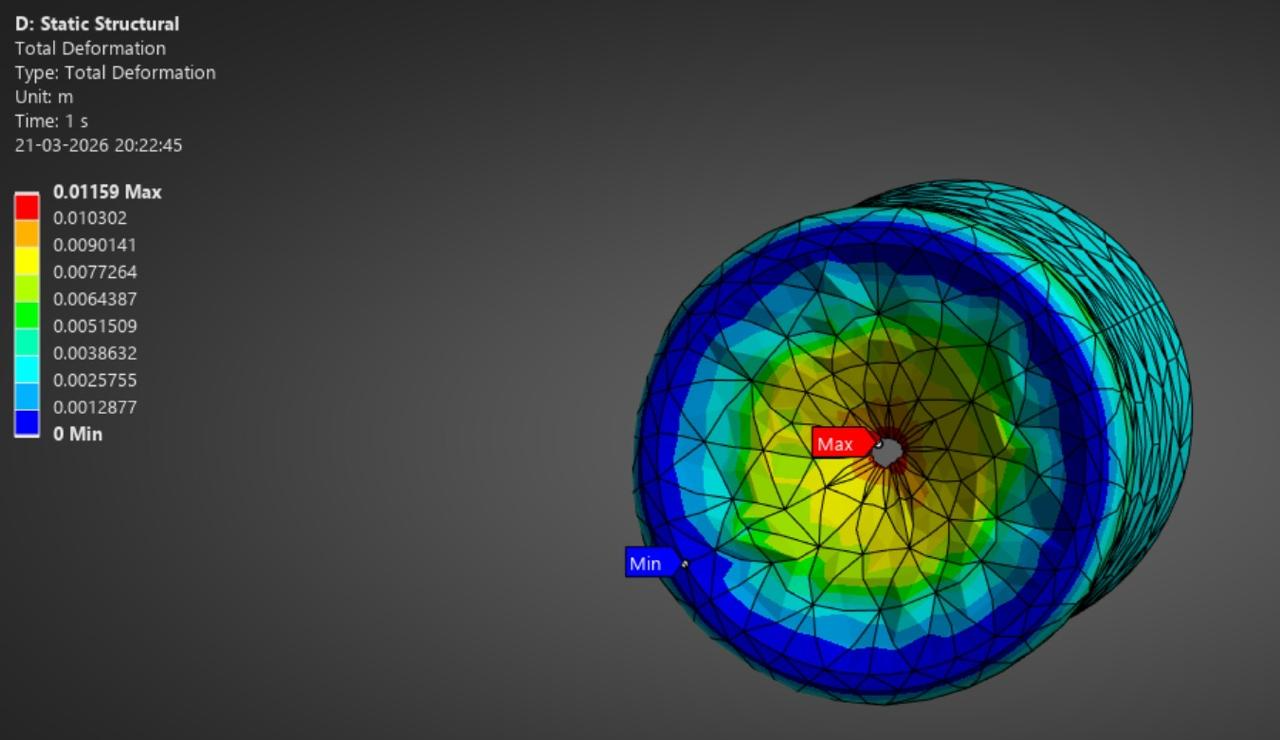 D: Static Structural
Total Deformation
Type: Total Deformation
Unit: m
Time: 1 s
21-03-2026 20:22:45
0.01159 Max
0.010302
0.0090141
0.0077264
0.0064387
0.0051509
0.0038632
0.0025755
0.0012877
0 Min
Max
Min